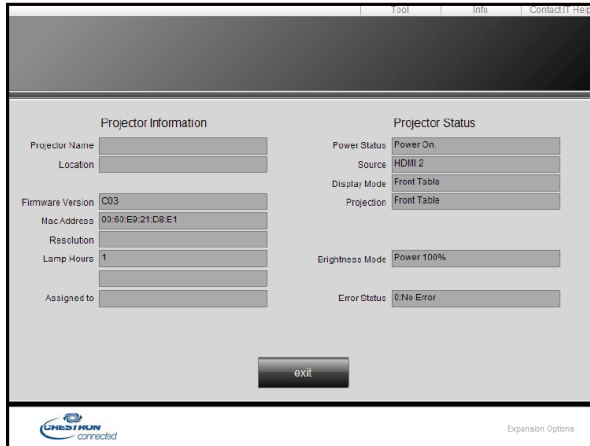 Tool Info Contact IT Help
Projector Information
Projector Name
Location
Firmware Version C03
Mac Address 00:60:E9:21:D8:E1
Resolution
Lamp Hours 1
Assigned to
Projector Status
Power Status Power On.
Source HDMI 2
Display Mode Front Table
Projection Front Table
Brightness Mode Power 100%
Error Status 0:No Error
exit
CRESTRON
connected
Expansion Options